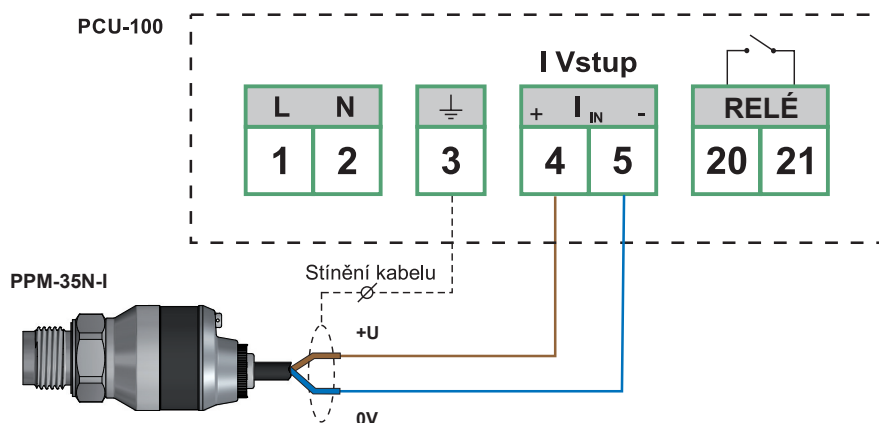 PCU-100
I Vstup
L N
+ I IN -
RELÉ
1 2
3
4 5
20 21
Stínění kabelu
PPM-35N-I
+U
0V